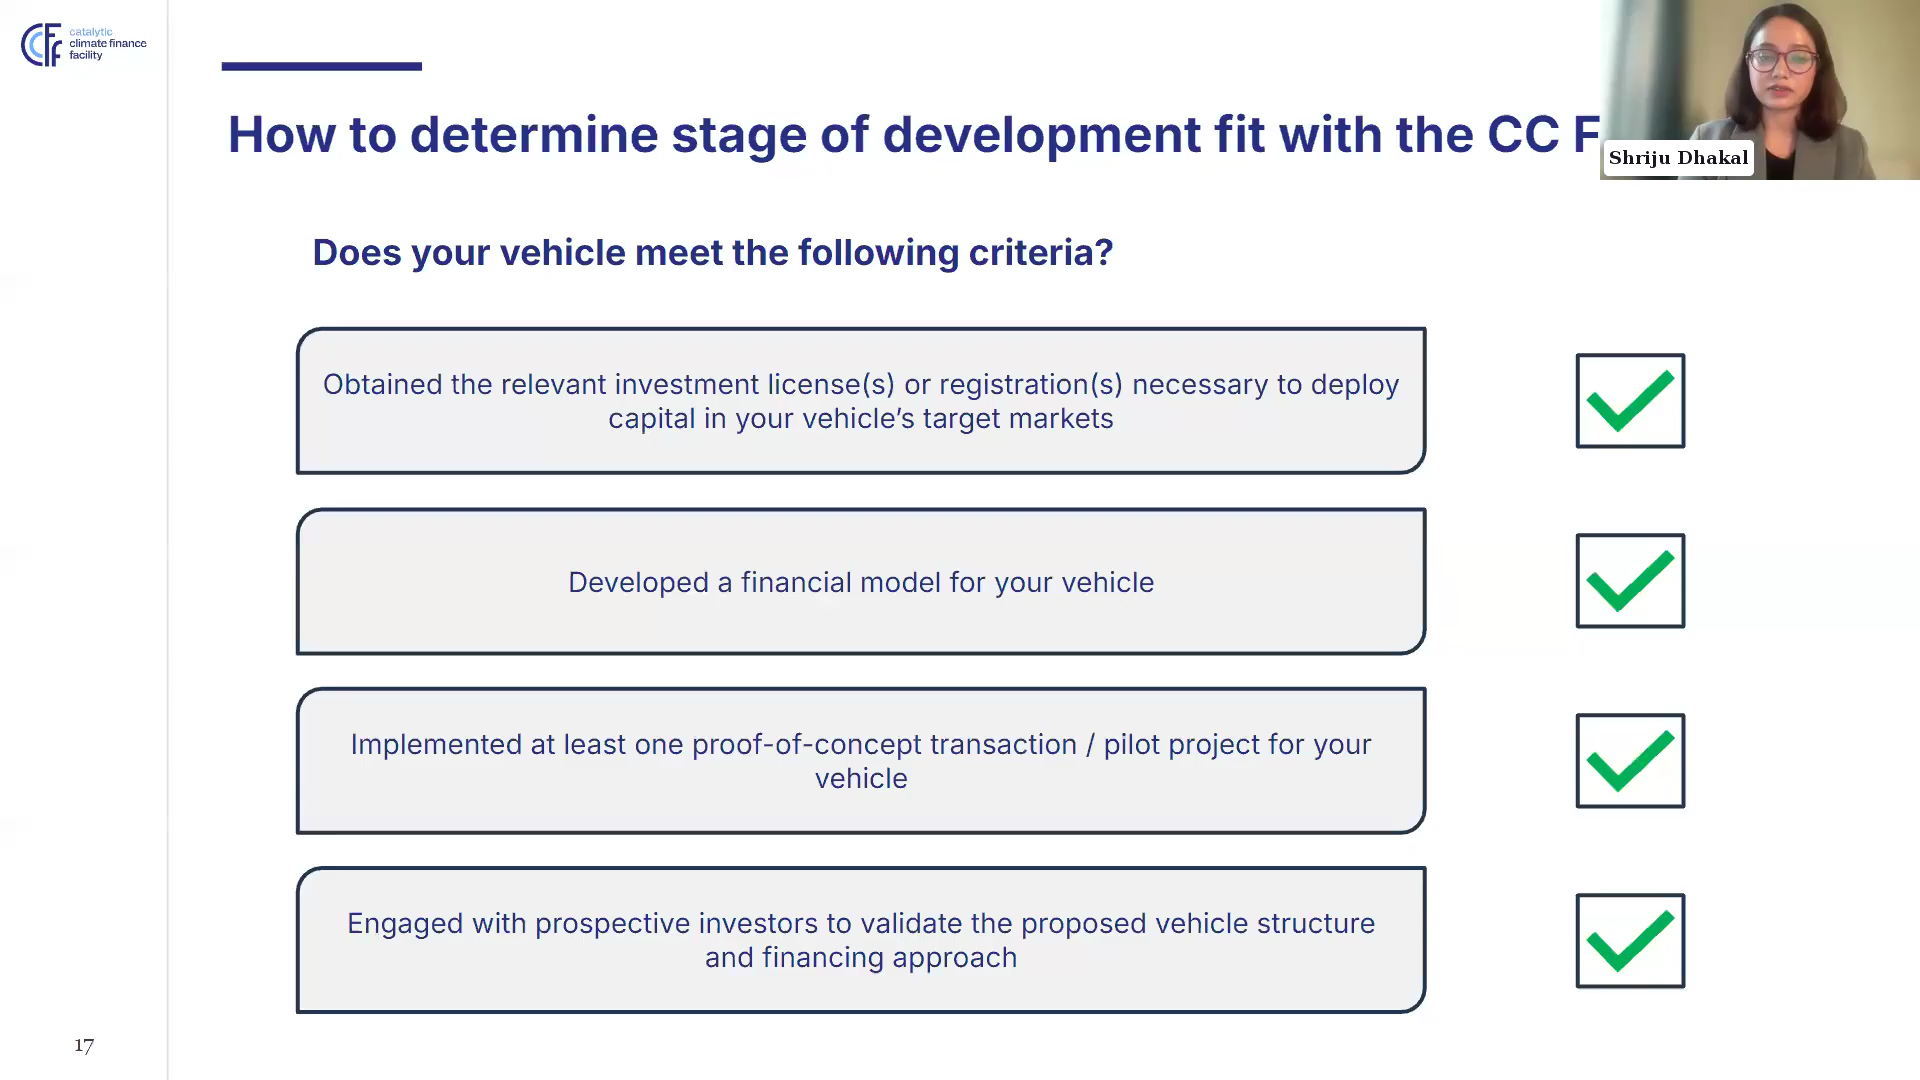 catalytic
climate finance
facility
How to determine stage of development fit with the CC F
Shriju Dhakal
Does your vehicle meet the following criteria?
Obtained the relevant investment license(s) or registration(s) necessary to deploy
capital in your vehicle’s target markets
Developed a financial model for your vehicle
Implemented at least one proof-of-concept transaction / pilot project for your
vehicle
Engaged with prospective investors to validate the proposed vehicle structure
and financing approach
17